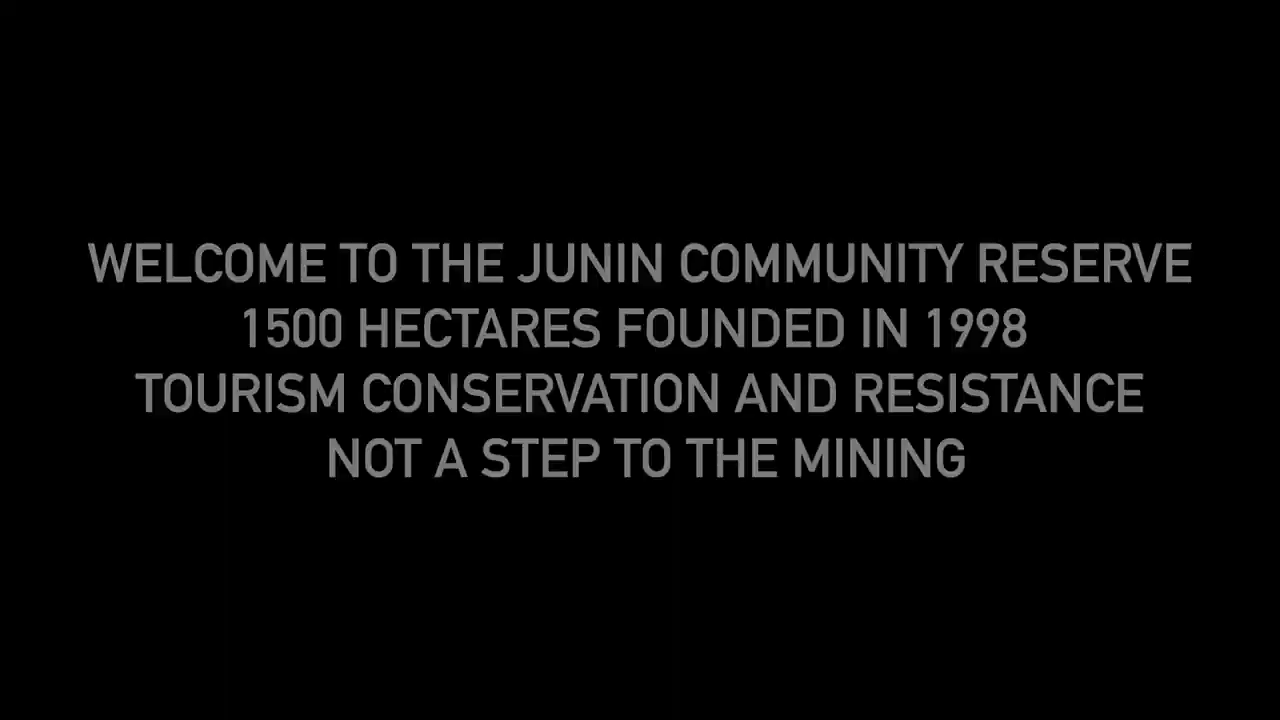 WELCOME TO THE JUNIN COMMUNITY RESERVE
1500 HECTARES FOUNDED IN 1998
TOURISM CONSERVATION AND RESISTANCE
NOT A STEP TO THE MINING